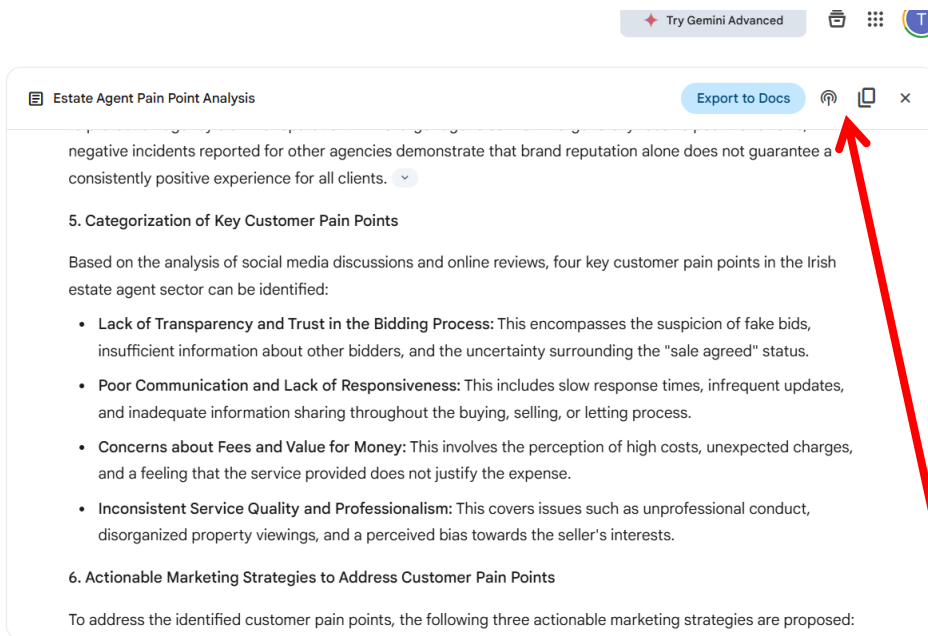 Try Gemini Advanced
T
Estate Agent Pain Point Analysis
Export to Docs
negative incidents reported for other agencies demonstrate that brand reputation alone does not guarantee a
consistently positive experience for all clients.
5. Categorization of Key Customer Pain Points
Based on the analysis of social media discussions and online reviews, four key customer pain points in the Irish
estate agent sector can be identified:
• Lack of Transparency and Trust in the Bidding Process: This encompasses the suspicion of fake bids,
insufficient information about other bidders, and the uncertainty surrounding the "sale agreed" status.
• Poor Communication and Lack of Responsiveness: This includes slow response times, infrequent updates,
and inadequate information sharing throughout the buying, selling, or letting process.
• Concerns about Fees and Value for Money: This involves the perception of high costs, unexpected charges,
and a feeling that the service provided does not justify the expense.
• Inconsistent Service Quality and Professionalism: This covers issues such as unprofessional conduct,
disorganized property viewings, and a perceived bias towards the seller's interests.
6. Actionable Marketing Strategies to Address Customer Pain Points
To address the identified customer pain points, the following three actionable marketing strategies are proposed: